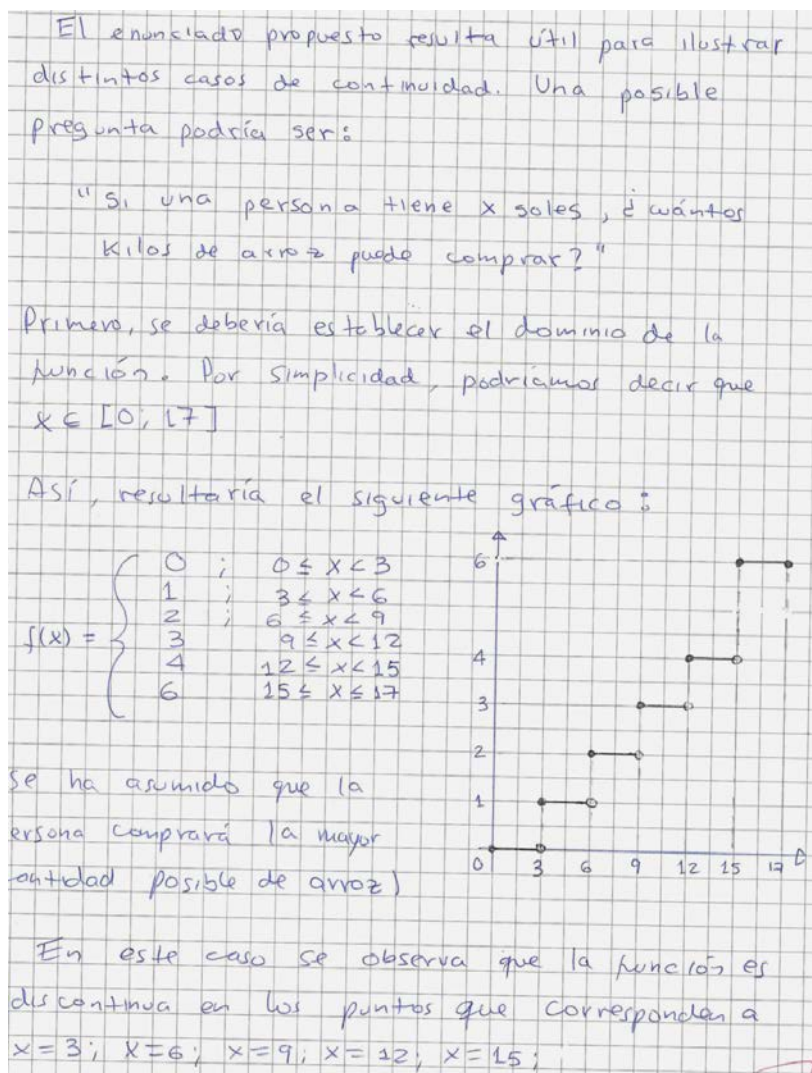 El enunciado propuesto resulta útil para ilustrar
distintos casos de continuidad. Una posible
pregunta podría ser:
"Si una persona tiene x soles, ¿cuántos
Kilos de arroz puede comprar?"
Primero, se debería establecer el dominio de la
función. Por simplicidad, podríamos decir que
x ∈ [0; 17]
Así, resultaría el siguiente gráfico:
f(x) =
0 ; 0 ≤ x < 3
1 ; 3 ≤ x < 6
2 ; 6 ≤ x < 9
3 9 ≤ x < 12
4 12 ≤ x < 15
6 15 ≤ x ≤ 17
6
4
3
2
1
0 3 6 9 12 15 17
se ha asumido que la
ersona comprará la mayor
antidad posible de arroz)
En este caso se observa que la función es
discontinua en los puntos que corresponden a
x = 3; x = 6; x = 9; x = 12; x = 15;